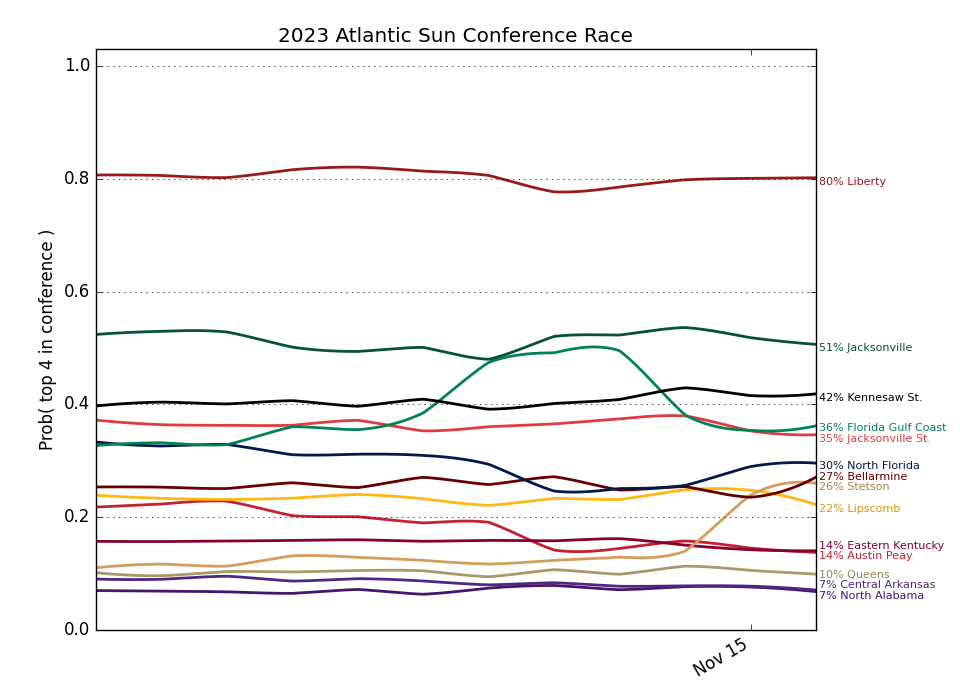 2023 Atlantic Sun Conference Race
Prob( top 4 in conference )
1.0
0.8
0.6
0.4
0.2
0.0
Nov 15
80% Liberty
51% Jacksonville
42% Kennesaw St.
36% Florida Gulf Coast
35% Jacksonville St.
30% North Florida
27% Bellarmine
26% Stetson
22% Lipscomb
14% Eastern Kentucky
14% Austin Peay
10% Queens
7% Central Arkansas
7% North Alabama